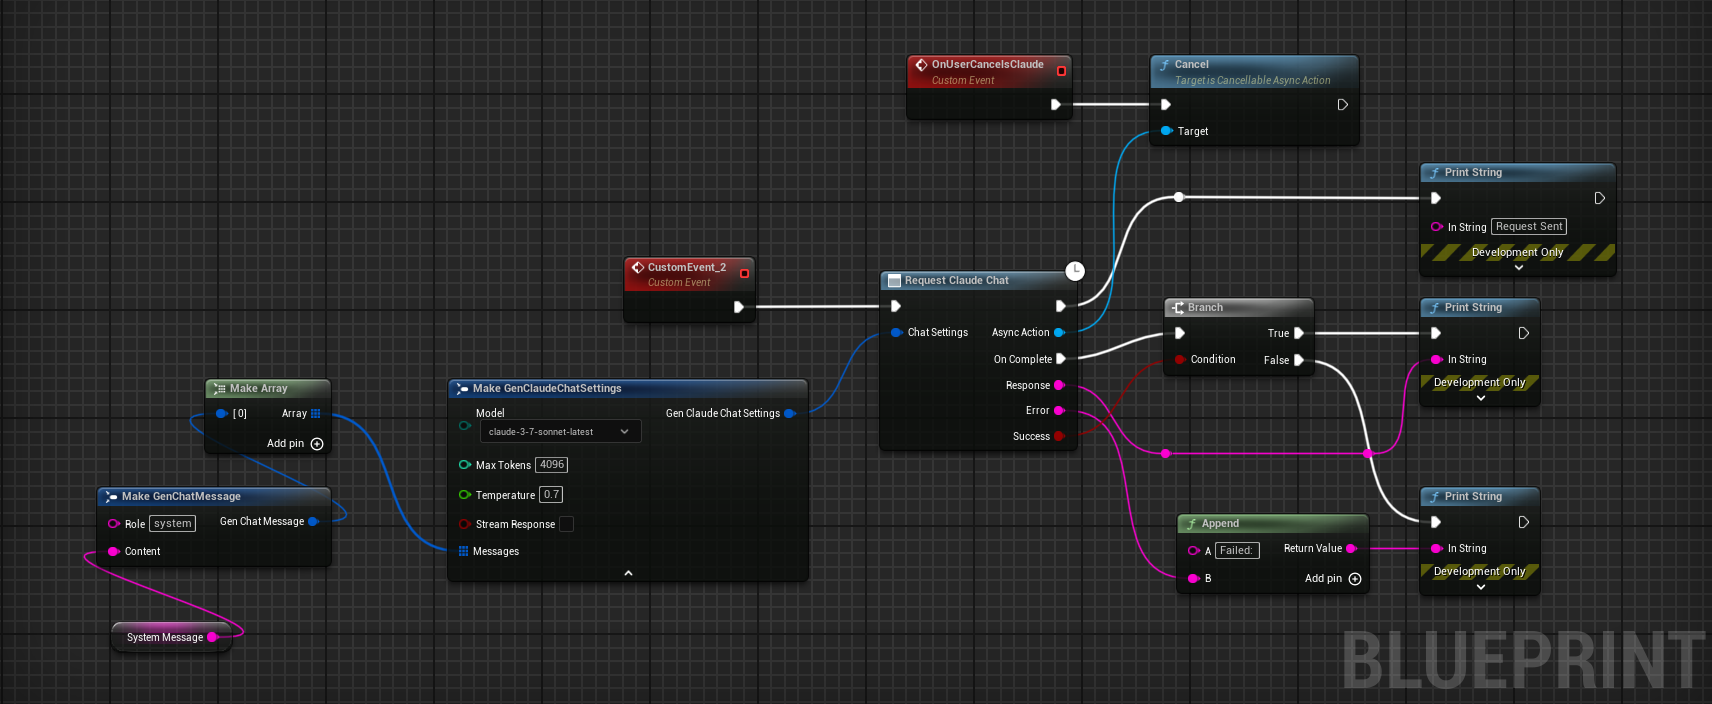 OnUserCancelsClaude
Custom Event
Cancel
Target is Cancellable Async Action
Target
Print String
In String Request Sent
Development Only
CustomEvent_2
Custom Event
Request Claude Chat
Chat Settings Async Action
On Complete
Response
Error
Success
Branch
True
Condition False
Print String
In String
Development Only
Make Array
[0] Array
Add pin
Make GenClaudeChatSettings
Model Gen Claude Chat Settings
claude-3-7-sonnet-latest
Max Tokens 4096
Temperature 0.7
Stream Response
Messages
Make GenChatMessage
Role system Gen Chat Message
Content
System Message
Append
A Failed: Return Value
B Add pin
Print String
In String
Development Only
BLUEPRINT